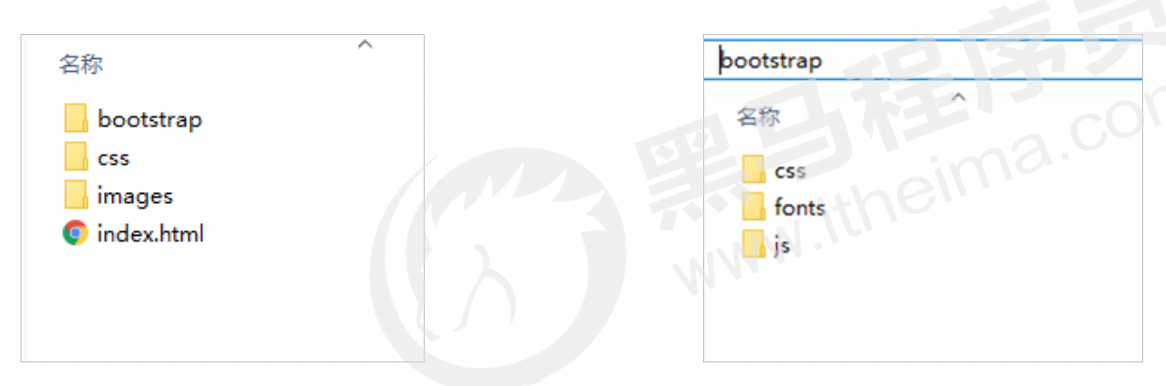 名称
bootstrap
css
images
index.html
bootstrap
名称
css
fonts
js
黑马程序员
www.itheima.com